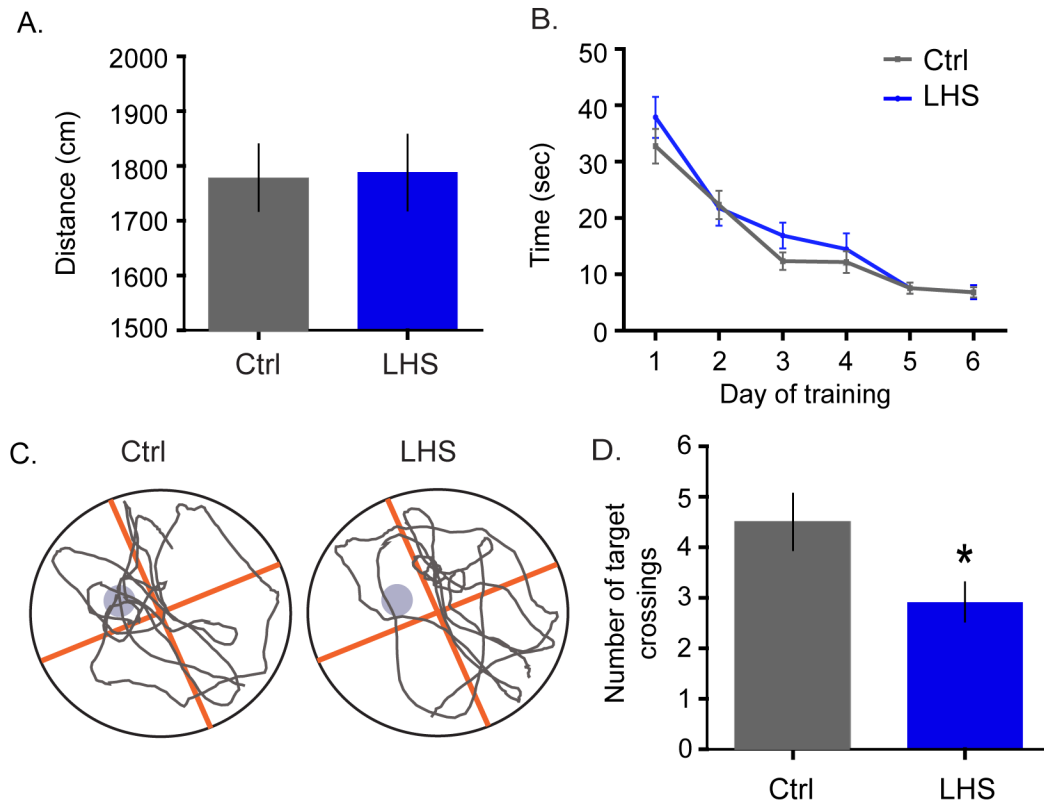 A.
Distance (cm)
2000
1900
1800
1700
1600
1500
Ctrl
LHS
B.
Time (sec)
50
40
30
20
10
0
Ctrl
LHS
1 2 3 4 5 6
Day of training
C.
Ctrl
LHS
D.
Number of target
crossings
6
5
4
3
2
1
0
*
Ctrl
LHS